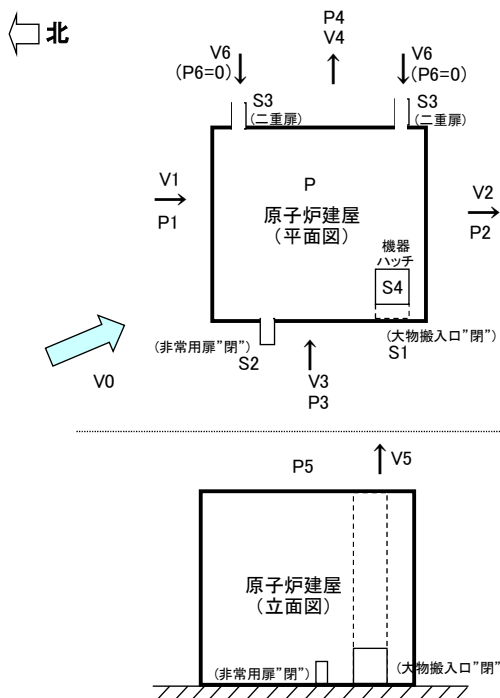 北
P4
V4
V6
(P6=0)
V6
(P6=0)
S3
(二重扉)
S3
(二重扉)
V1
P1
P
原子炉建屋
(平面図)
V2
P2
機器
ハッチ
S4
(非常用扉"閉")
S2
(大物搬入口"閉")
S1
V0
V3
P3
P5
V5
原子炉建屋
(立面図)
(非常用扉"閉")
(大物搬入口"閉"